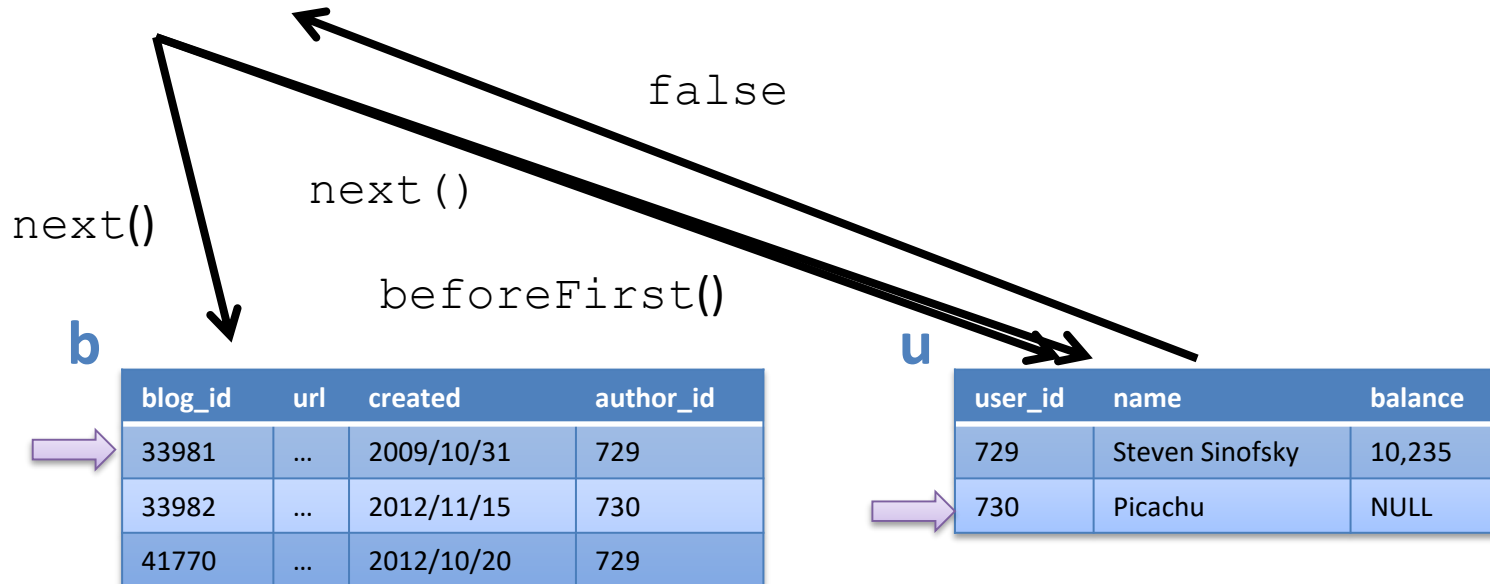 false
next()
next()
beforeFirst()
b
blog_id url created author_id
33981 … 2009/10/31 729
33982 … 2012/11/15 730
41770 … 2012/10/20 729
u
user_id name balance
729 Steven Sinofsky 10,235
730 Picachu NULL